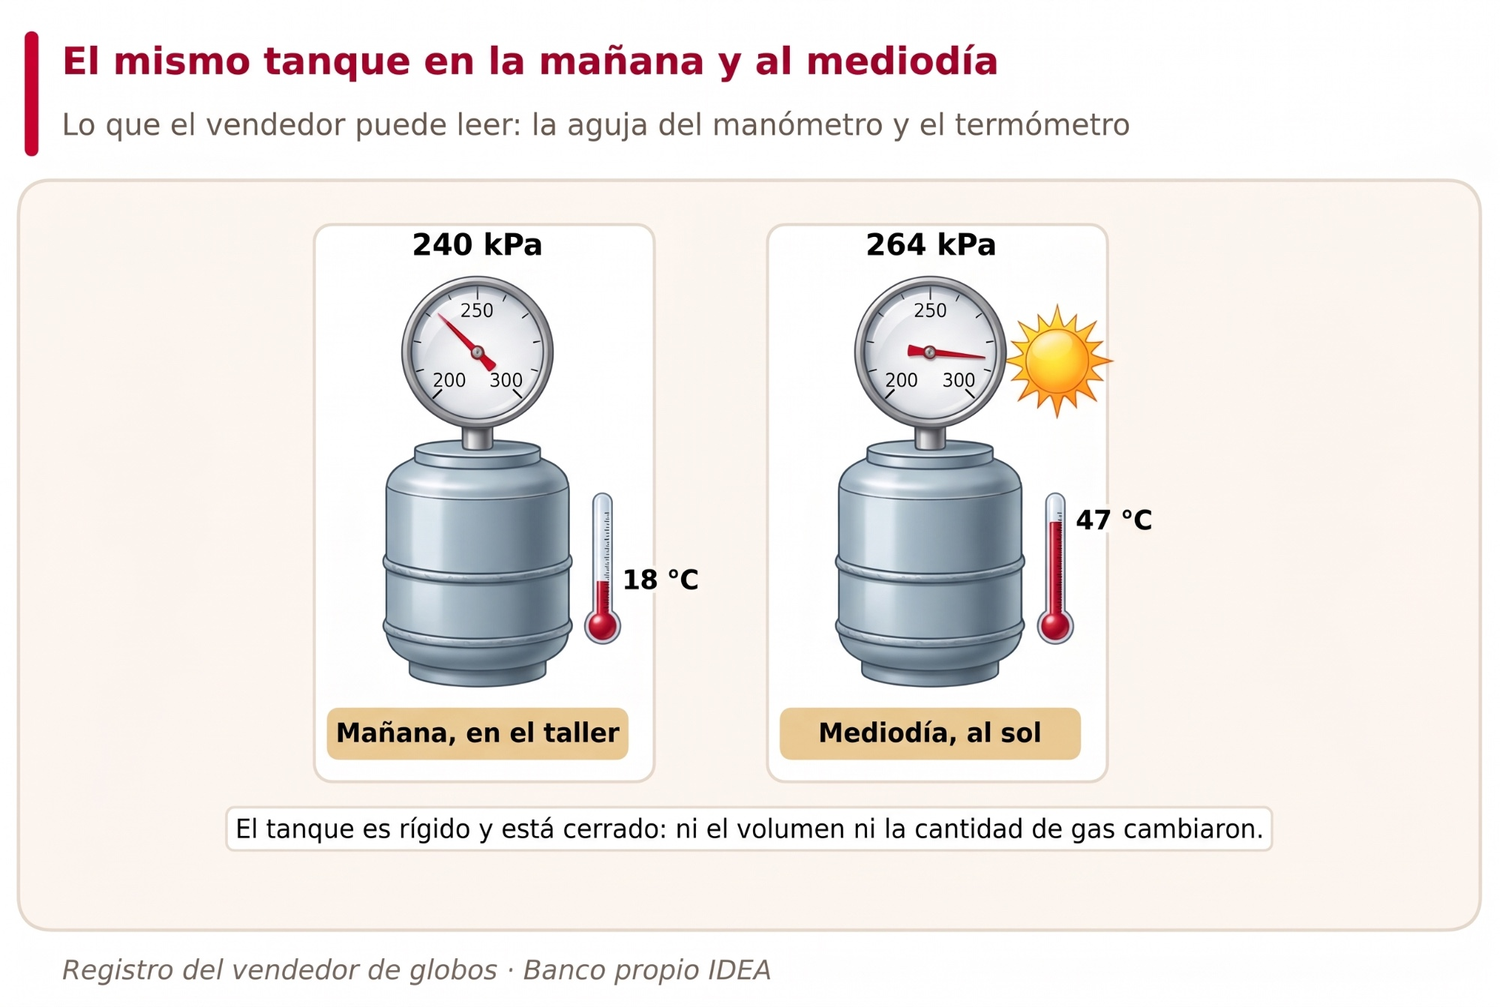 El mismo tanque en la mañana y al mediodía
Lo que el vendedor puede leer: la aguja del manómetro y el termómetro
240 kPa
250
200 300
18 °C
Mañana, en el taller
264 kPa
250
200 300
47 °C
Mediodía, al sol
El tanque es rígido y está cerrado: ni el volumen ni la cantidad de gas cambiaron.
Registro del vendedor de globos · Banco propio IDEA